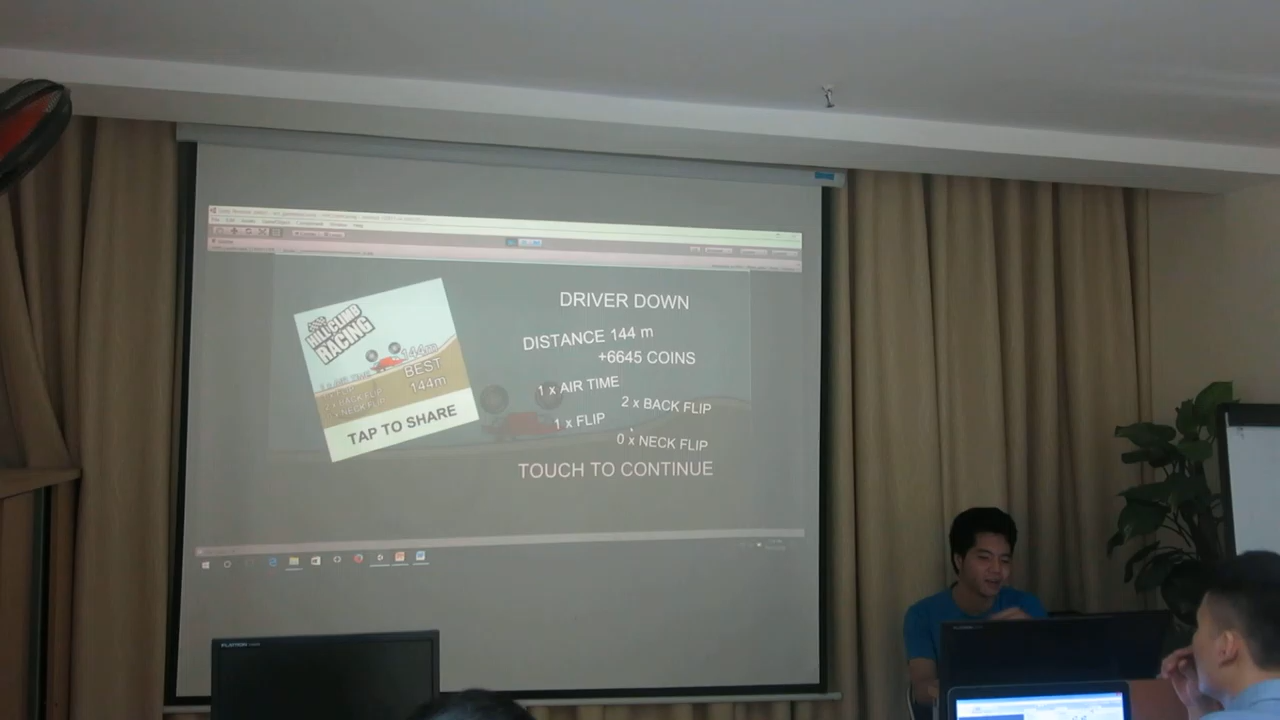 HILL CLIMB
RACING
144m
BEST
144m
TAP TO SHARE
DRIVER DOWN
DISTANCE 144 m
+6645 COINS
1 x AIR TIME
2 x BACK FLIP
1 x FLIP
0 x NECK FLIP
TOUCH TO CONTINUE